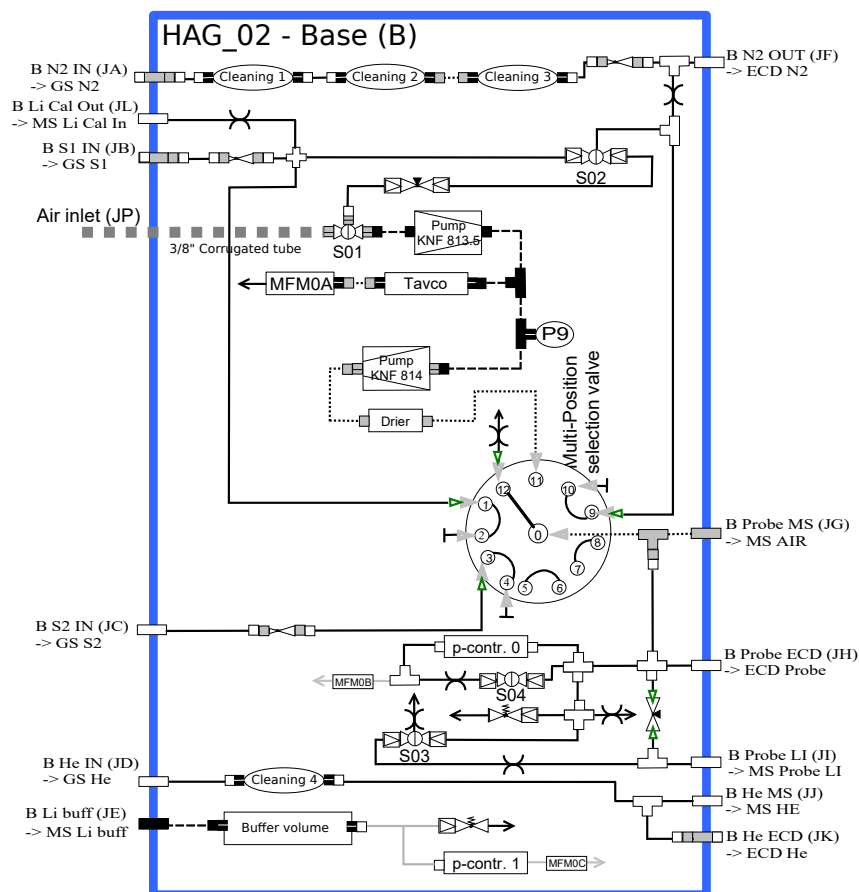 HAG_02 - Base (B)
B N2 IN (JA)
-> GS N2
Cleaning 1
Cleaning 2
Cleaning 3
B N2 OUT (JF)
-> ECD N2
B Li Cal Out (JL)
-> MS Li Cal In
B S1 IN (JB)
-> GS S1
S02
Air inlet (JP)
3/8" Corrugated tube
S01
Pump
KNF 813.5
MFM0A
Tavco
P9
Pump
KNF 814
Drier
Multi-Position
selection valve
12
11
10
1
9
2
0
8
3
7
4
5
6
B Probe MS (JG)
-> MS AIR
B S2 IN (JC)
-> GS S2
p-contr. 0
B Probe ECD (JH)
-> ECD Probe
MFM0B
S04
S03
B He IN (JD)
-> GS He
Cleaning 4
B Probe LI (JI)
-> MS Probe LI
B He MS (JJ)
-> MS HE
B Li buff (JE)
-> MS Li buff
Buffer volume
B He ECD (JK)
-> ECD He
p-contr. 1
MFM0C